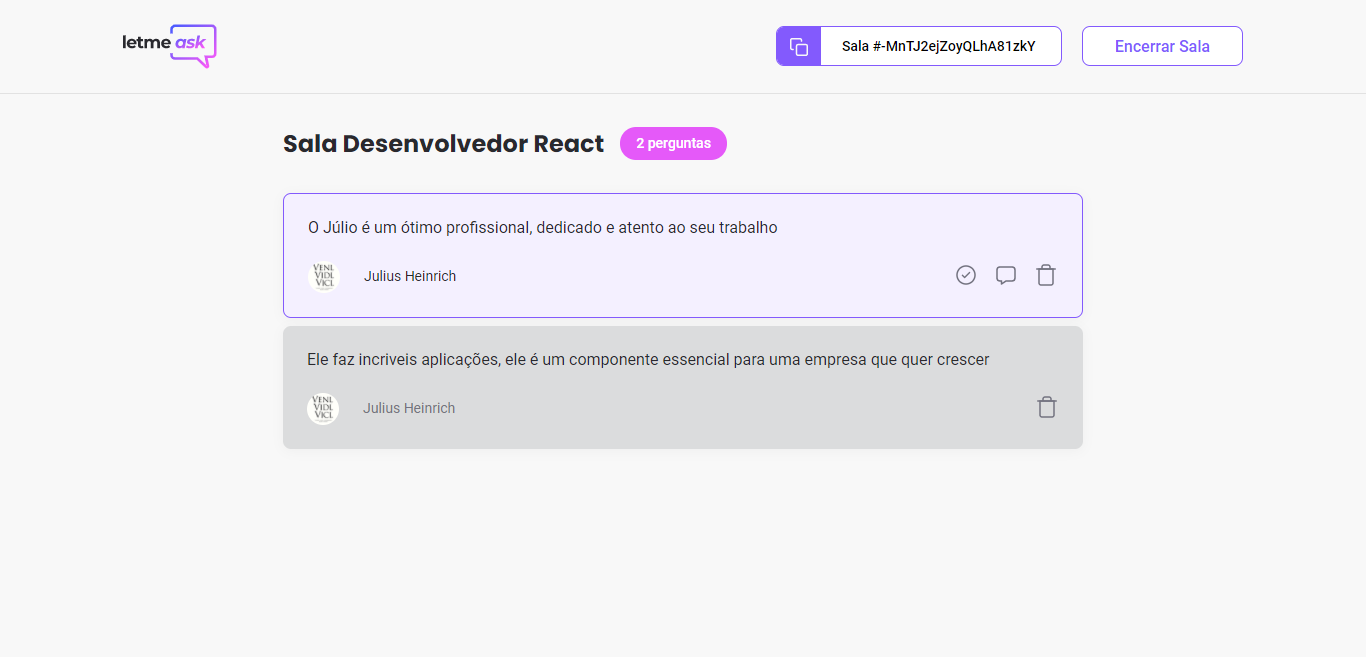 letme ask
Sala #-MnTJ2ejZoyQLhA81zkY
Encerrar Sala
Sala Desenvolvedor React
2 perguntas
O Júlio é um ótimo profissional, dedicado e atento ao seu trabalho
VENI,
VIDI,
VICI.
Julius Heinrich
Ele faz incriveis aplicações, ele é um componente essencial para uma empresa que quer crescer
VENI,
VIDI,
VICI.
Julius Heinrich